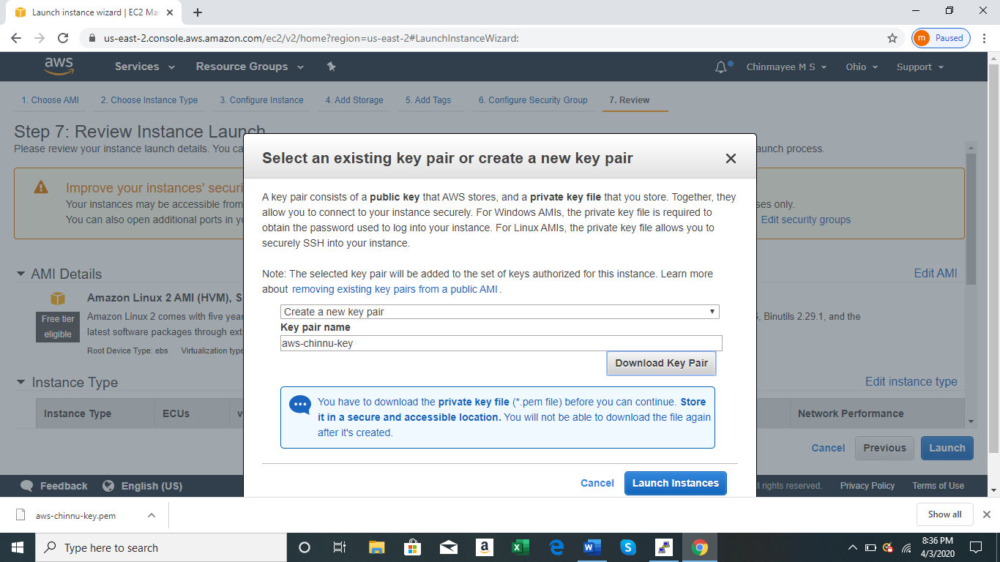 Launch instance wizard | EC2 Ma
us-east-2.console.aws.amazon.com/ec2/v2/home?region=us-east-2#LaunchInstanceWizard:
m Paused
aws Services Resource Groups Chinmayee M S Ohio Support
1. Choose AMI 2. Choose Instance Type 3. Configure Instance 4. Add Storage 5. Add Tags 6. Configure Security Group 7. Review
Step 7: Review Instance Launch
Please review your instance launch details. You ca
aunch process.
Improve your instances' securi
Your instances may be accessible from
ses only.
You can also open additional ports in yo
Edit security groups
AMI Details
Edit AMI
Amazon Linux 2 AMI (HVM), S
Free tier
eligible
Amazon Linux 2 comes with five year
, Binutils 2.29.1, and the
latest software packages through ext
Root Device Type: ebs Virtualization type
Instance Type
Edit instance type
Instance Type ECUs v Network Performance
Cancel Previous Launch
Select an existing key pair or create a new key pair
A key pair consists of a public key that AWS stores, and a private key file that you store. Together, they
allow you to connect to your instance securely. For Windows AMIs, the private key file is required to
obtain the password used to log into your instance. For Linux AMIs, the private key file allows you to
securely SSH into your instance.
Note: The selected key pair will be added to the set of keys authorized for this instance. Learn more
about removing existing key pairs from a public AMI .
Create a new key pair
Key pair name
aws-chinnu-key
Download Key Pair
You have to download the private key file (*.pem file) before you can continue. Store
it in a secure and accessible location. You will not be able to download the file again
after it's created.
Cancel Launch Instances
Feedback English (US)
l rights reserved. Privacy Policy Terms of Use
aws-chinnu-key.pem
Show all
Type here to search
8:36 PM
4/3/2020